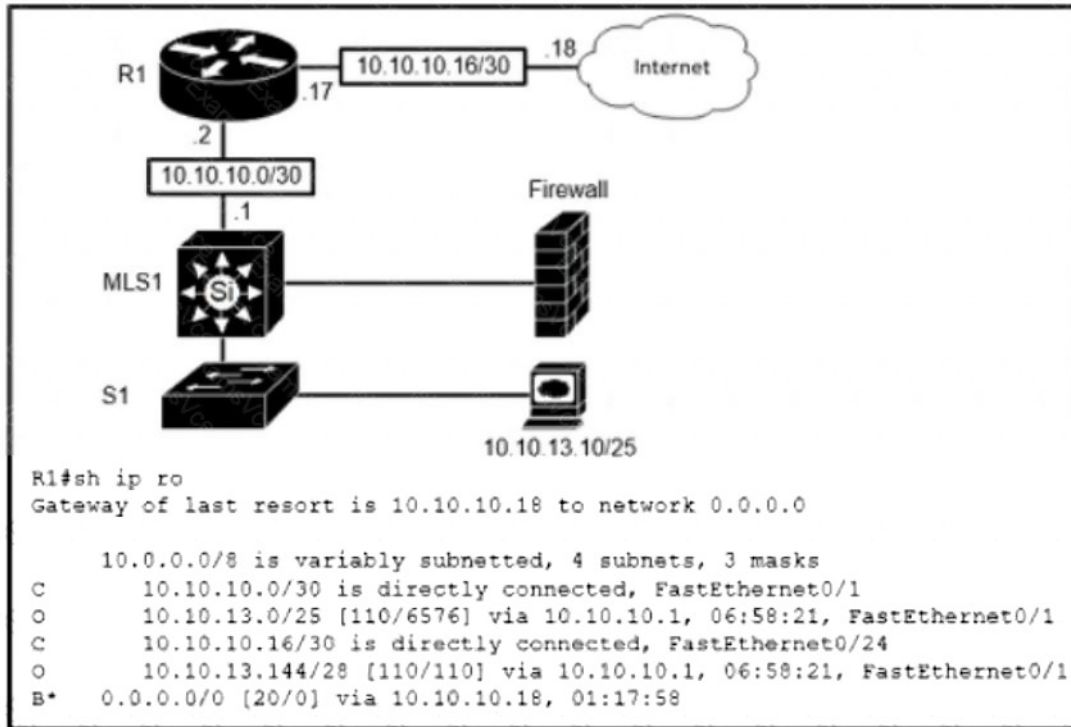 R1
10.10.10.16/30
.18
Internet
.17
.2
10.10.10.0/30
.1
Firewall
MLS1
Si
S1
10.10.13.10/25
R1#sh ip ro
Gateway of last resort is 10.10.10.18 to network 0.0.0.0
10.0.0.0/8 is variably subnetted, 4 subnets, 3 masks
C 10.10.10.0/30 is directly connected, FastEthernet0/1
O 10.10.13.0/25 [110/6576] via 10.10.10.1, 06:58:21, FastEthernet0/1
C 10.10.10.16/30 is directly connected, FastEthernet0/24
O 10.10.13.144/28 [110/110] via 10.10.10.1, 06:58:21, FastEthernet0/1
B* 0.0.0.0/0 [20/0] via 10.10.10.18, 01:17:58